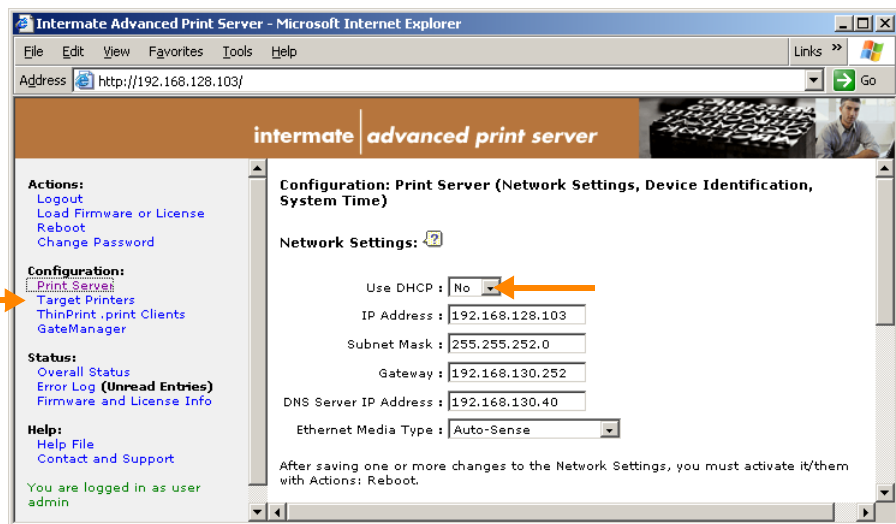 Intermate Advanced Print Server - Microsoft Internet Explorer
File Edit View Favorites Tools Help Links »
Address http://192.168.128.103/ Go
intermate advanced print server
Actions:
Logout
Load Firmware or License
Reboot
Change Password
Configuration:
Print Server
Target Printers
ThinPrint .print Clients
GateManager
Status:
Overall Status
Error Log (Unread Entries)
Firmware and License Info
Help:
Help File
Contact and Support
You are logged in as user
admin
Configuration: Print Server (Network Settings, Device Identification,
System Time)
Network Settings: ?
Use DHCP : No
IP Address : 192.168.128.103
Subnet Mask : 255.255.252.0
Gateway : 192.168.130.252
DNS Server IP Address : 192.168.130.40
Ethernet Media Type : Auto-Sense
After saving one or more changes to the Network Settings, you must activate it/them
with Actions: Reboot.